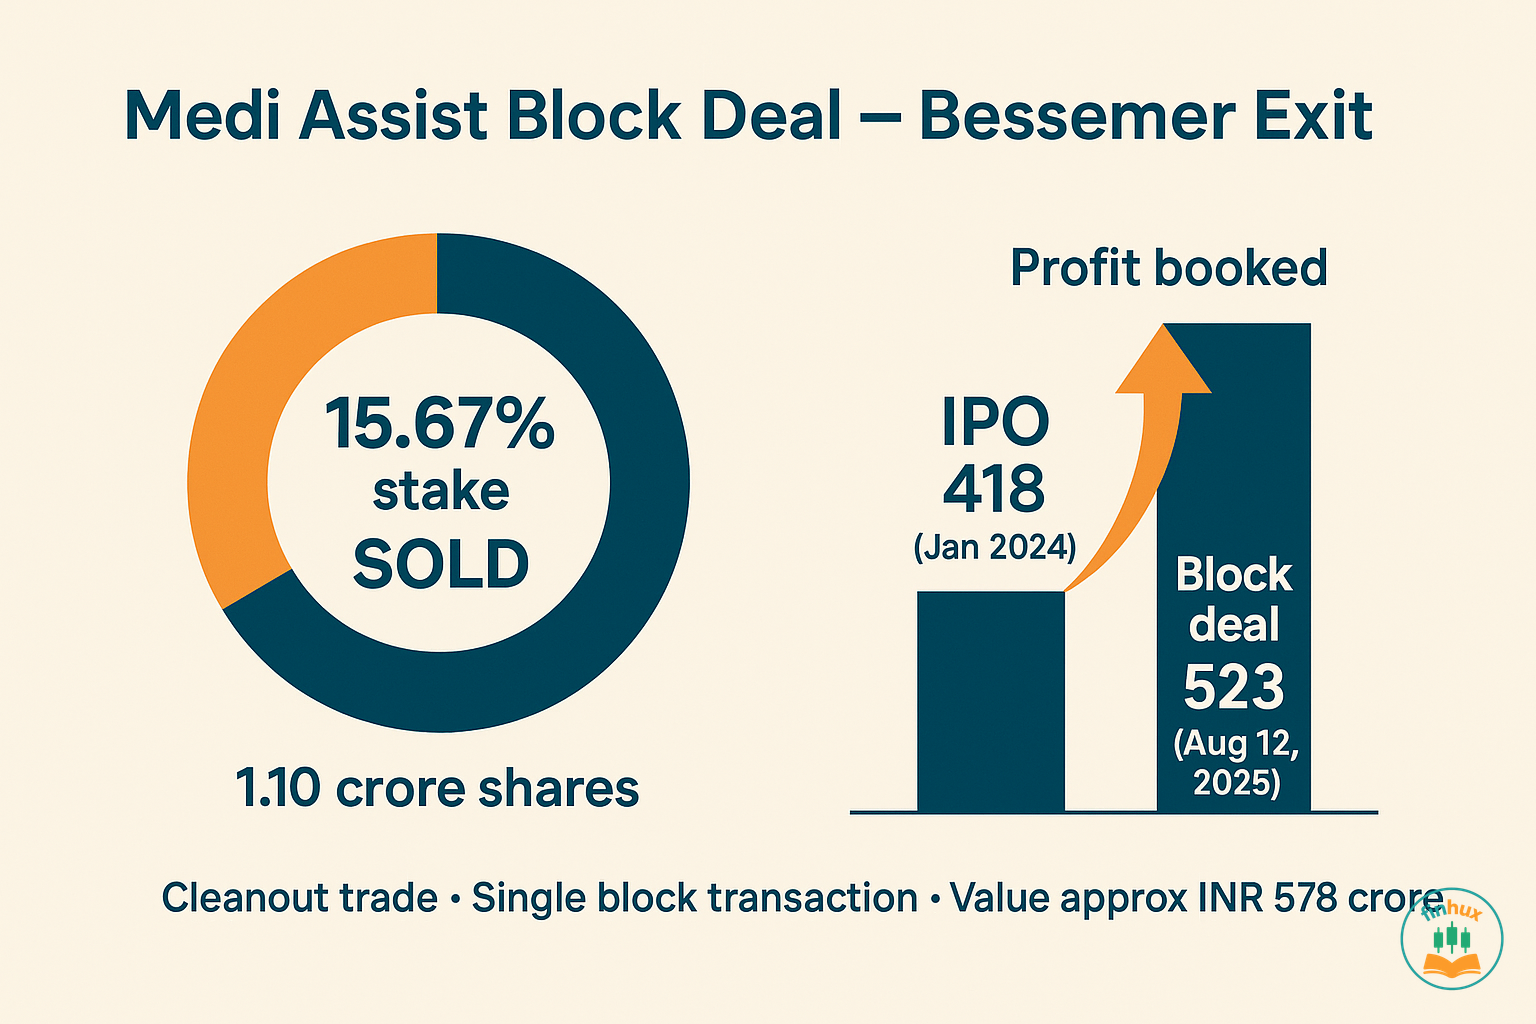 Medi Assist Block Deal – Bessemer Exit
15.67%
stake
SOLD
1.10 crore shares
Profit booked
IPO
418
(Jan 2024)
Block
deal
523
(Aug 12,
2025)
Cleanout trade • Single block transaction • Value approx INR 578 crore
finhux